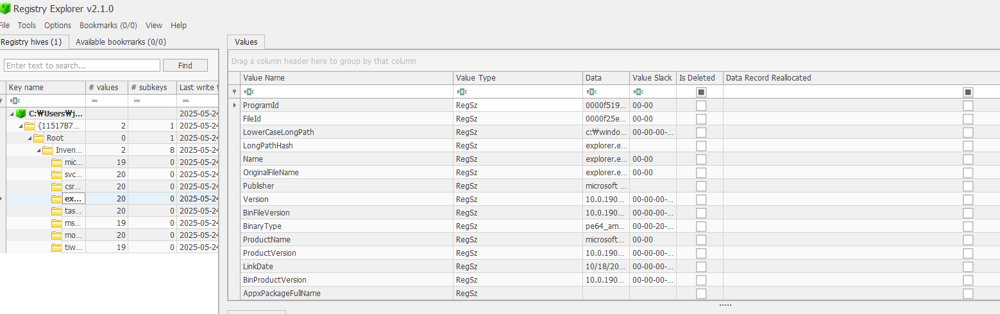 Registry Explorer v2.1.0
File Tools Options Bookmarks (0/0) View Help
Registry hives (1) Available bookmarks (0/0)
Enter text to search... Find
Key name # values # subkeys Last write t
= = =
C:₩Users₩j... 2025-05-24
{11517B7... 2 1 2025-05-24
Root 0 1 2025-05-24
Inven... 2 8 2025-05-24
mic... 19 0 2025-05-24
svc... 20 0 2025-05-24
csr... 20 0 2025-05-24
ex... 20 0 2025-05-24
tas... 20 0 2025-05-24
ms... 19 0 2025-05-24
mo... 20 0 2025-05-24
tiw... 19 0 2025-05-24
Values
Drag a column header here to group by that column
Value Name Value Type Data Value Slack Is Deleted Data Record Reallocated
ProgramId RegSz 0000f519... 00-00
FileId RegSz 0000f25e... 00-00
LowerCaseLongPath RegSz c:₩windo... 00-00-00-...
LongPathHash RegSz explorer.e...
Name RegSz explorer.e... 00-00
OriginalFileName RegSz explorer.e... 00-00
Publisher RegSz microsoft ...
Version RegSz 10.0.190... 00-00-00-...
BinFileVersion RegSz 10.0.190... 00-00-00-...
BinaryType RegSz pe64_am... 00-00-20-...
ProductName RegSz microsoft... 00-00
ProductVersion RegSz 10.0.190... 00-00-00-...
LinkDate RegSz 10/18/20... 00-00-00-...
BinProductVersion RegSz 10.0.190... 00-00-00-...
AppxPackageFullName RegSz